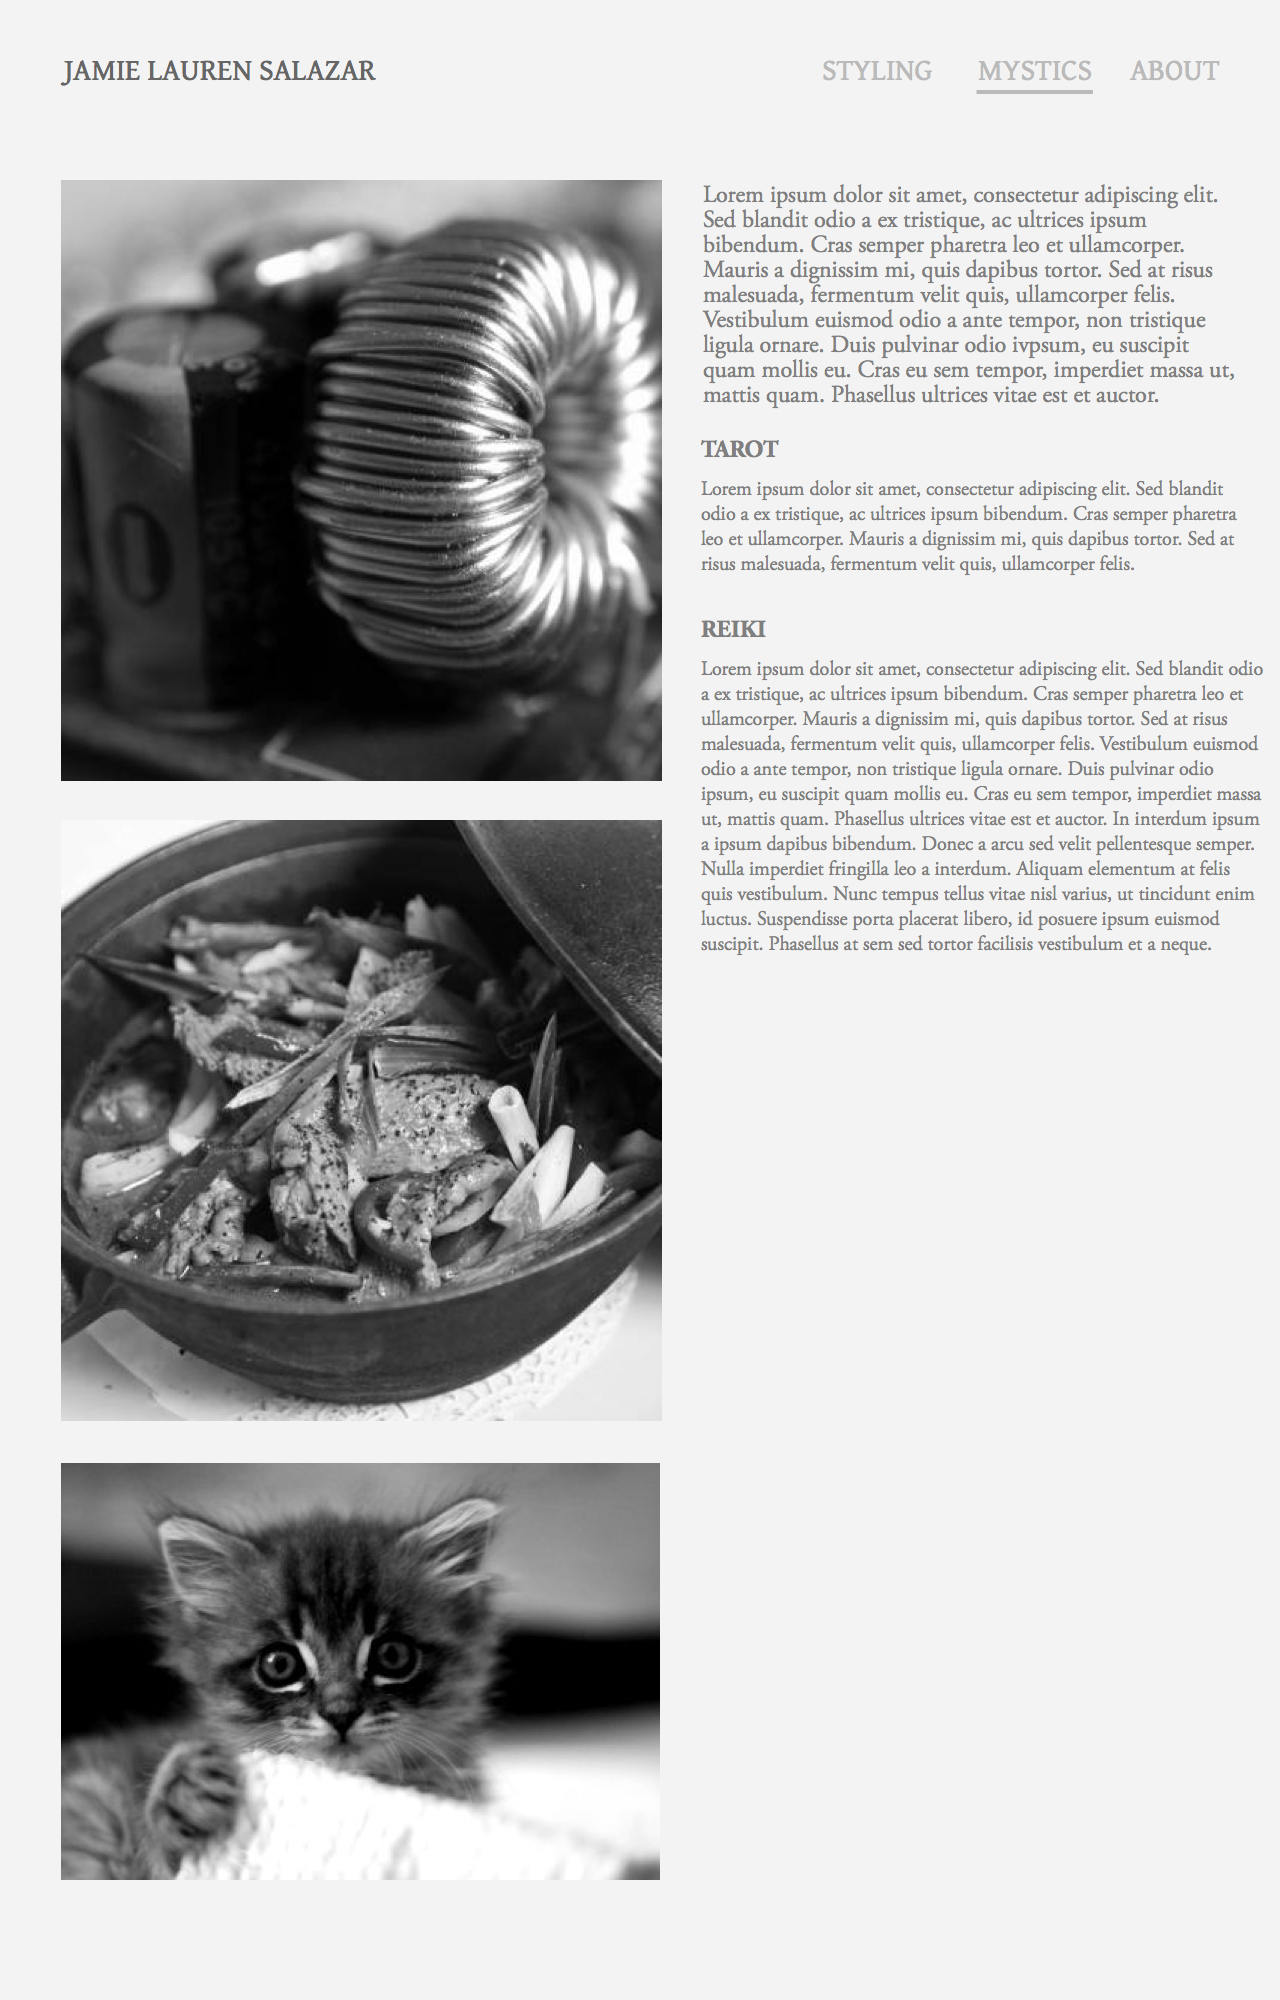 JAMIE LAUREN SALAZAR
STYLING MYSTICS ABOUT
Lorem ipsum dolor sit amet, consectetur adipiscing elit.
Sed blandit odio a ex tristique, ac ultrices ipsum
bibendum. Cras semper pharetra leo et ullamcorper.
Mauris a dignissim mi, quis dapibus tortor. Sed at risus
malesuada, fermentum velit quis, ullamcorper felis.
Vestibulum euismod odio a ante tempor, non tristique
ligula ornare. Duis pulvinar odio ivpsum, eu suscipit
quam mollis eu. Cras eu sem tempor, imperdiet massa ut,
mattis quam. Phasellus ultrices vitae est et auctor.
TAROT
Lorem ipsum dolor sit amet, consectetur adipiscing elit. Sed blandit
odio a ex tristique, ac ultrices ipsum bibendum. Cras semper pharetra
leo et ullamcorper. Mauris a dignissim mi, quis dapibus tortor. Sed at
risus malesuada, fermentum velit quis, ullamcorper felis.
REIKI
Lorem ipsum dolor sit amet, consectetur adipiscing elit. Sed blandit odio
a ex tristique, ac ultrices ipsum bibendum. Cras semper pharetra leo et
ullamcorper. Mauris a dignissim mi, quis dapibus tortor. Sed at risus
malesuada, fermentum velit quis, ullamcorper felis. Vestibulum euismod
odio a ante tempor, non tristique ligula ornare. Duis pulvinar odio
ipsum, eu suscipit quam mollis eu. Cras eu sem tempor, imperdiet massa
ut, mattis quam. Phasellus ultrices vitae est et auctor. In interdum ipsum
a ipsum dapibus bibendum. Donec a arcu sed velit pellentesque semper.
Nulla imperdiet fringilla leo a interdum. Aliquam elementum at felis
quis vestibulum. Nunc tempus tellus vitae nisl varius, ut tincidunt enim
luctus. Suspendisse porta placerat libero, id posuere ipsum euismod
suscipit. Phasellus at sem sed tortor facilisis vestibulum et a neque.